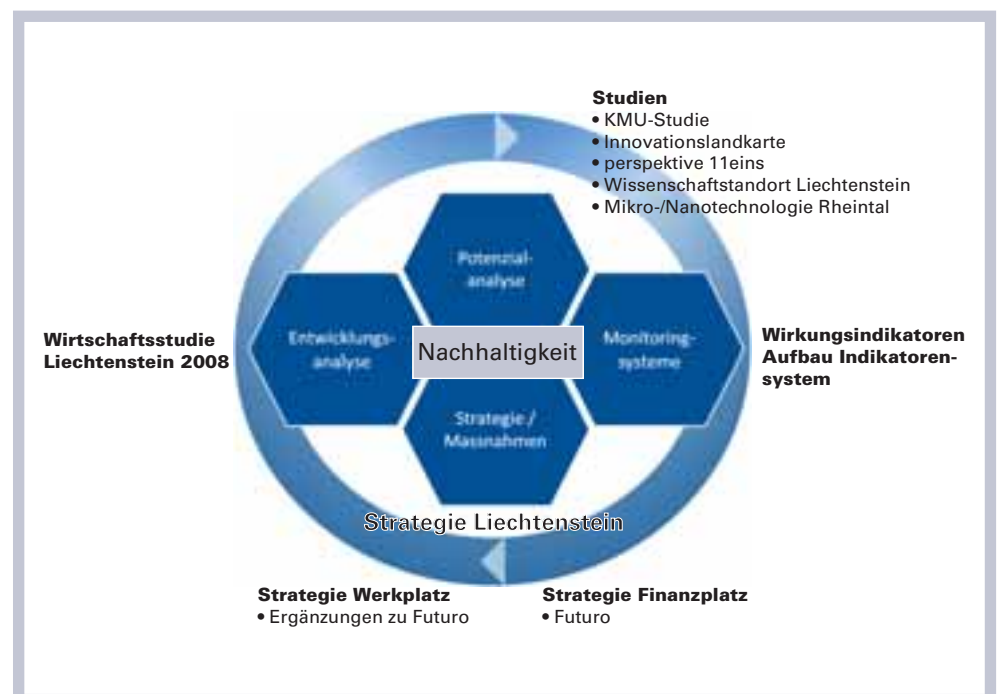 Studien
• KMU-Studie
• Innovationslandkarte
• perspektive 11eins
• Wissenschaftstandort Liechtenstein
• Mikro-/Nanotechnologie Rheintal
Potenzial-
analyse
Wirtschaftsstudie
Liechtenstein 2008
Entwicklungs-
analyse
Nachhaltigkeit
Monitoring-
systeme
Wirkungsindikatoren
Aufbau Indikatoren-
system
Strategie /
Massnahmen
Strategie Liechtenstein
Strategie Werkplatz
• Ergänzungen zu Futuro
Strategie Finanzplatz
• Futuro